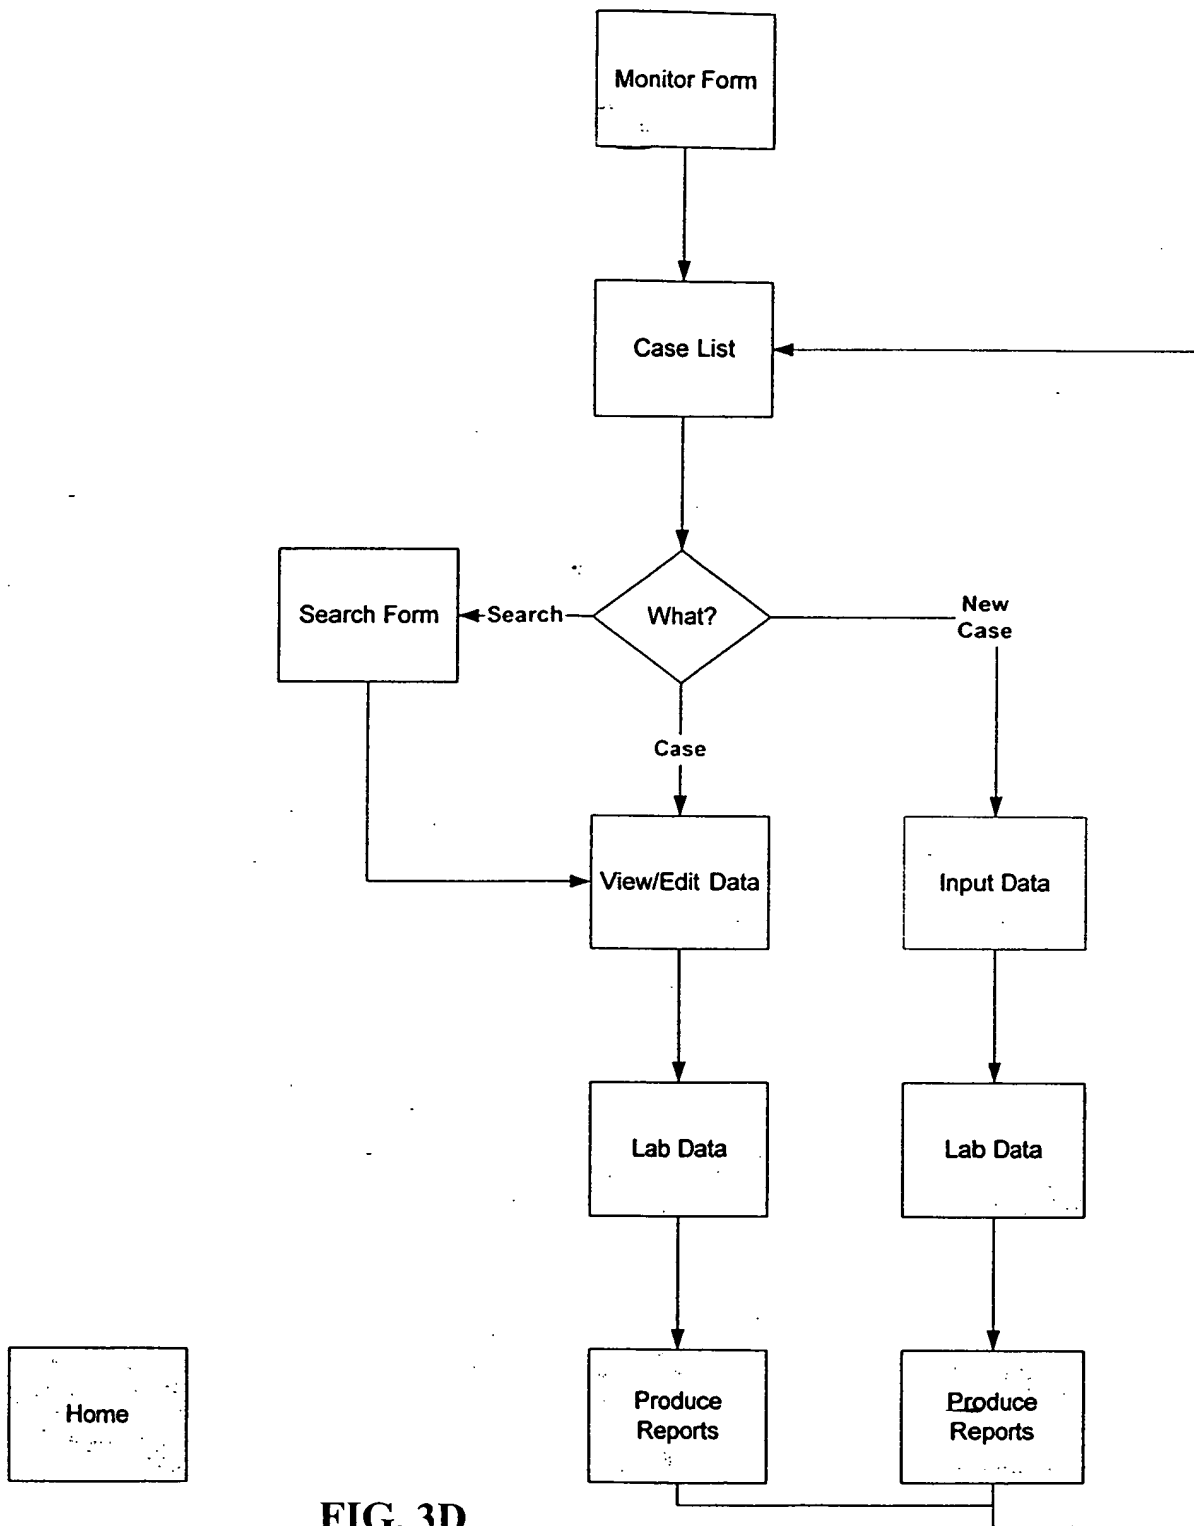 Monitor Form
Case List
Search Form
Search
What?
New
Case
Case
View/Edit Data
Input Data
Lab Data
Lab Data
Home
Produce
Reports
Produce
Reports
FIG. 3D